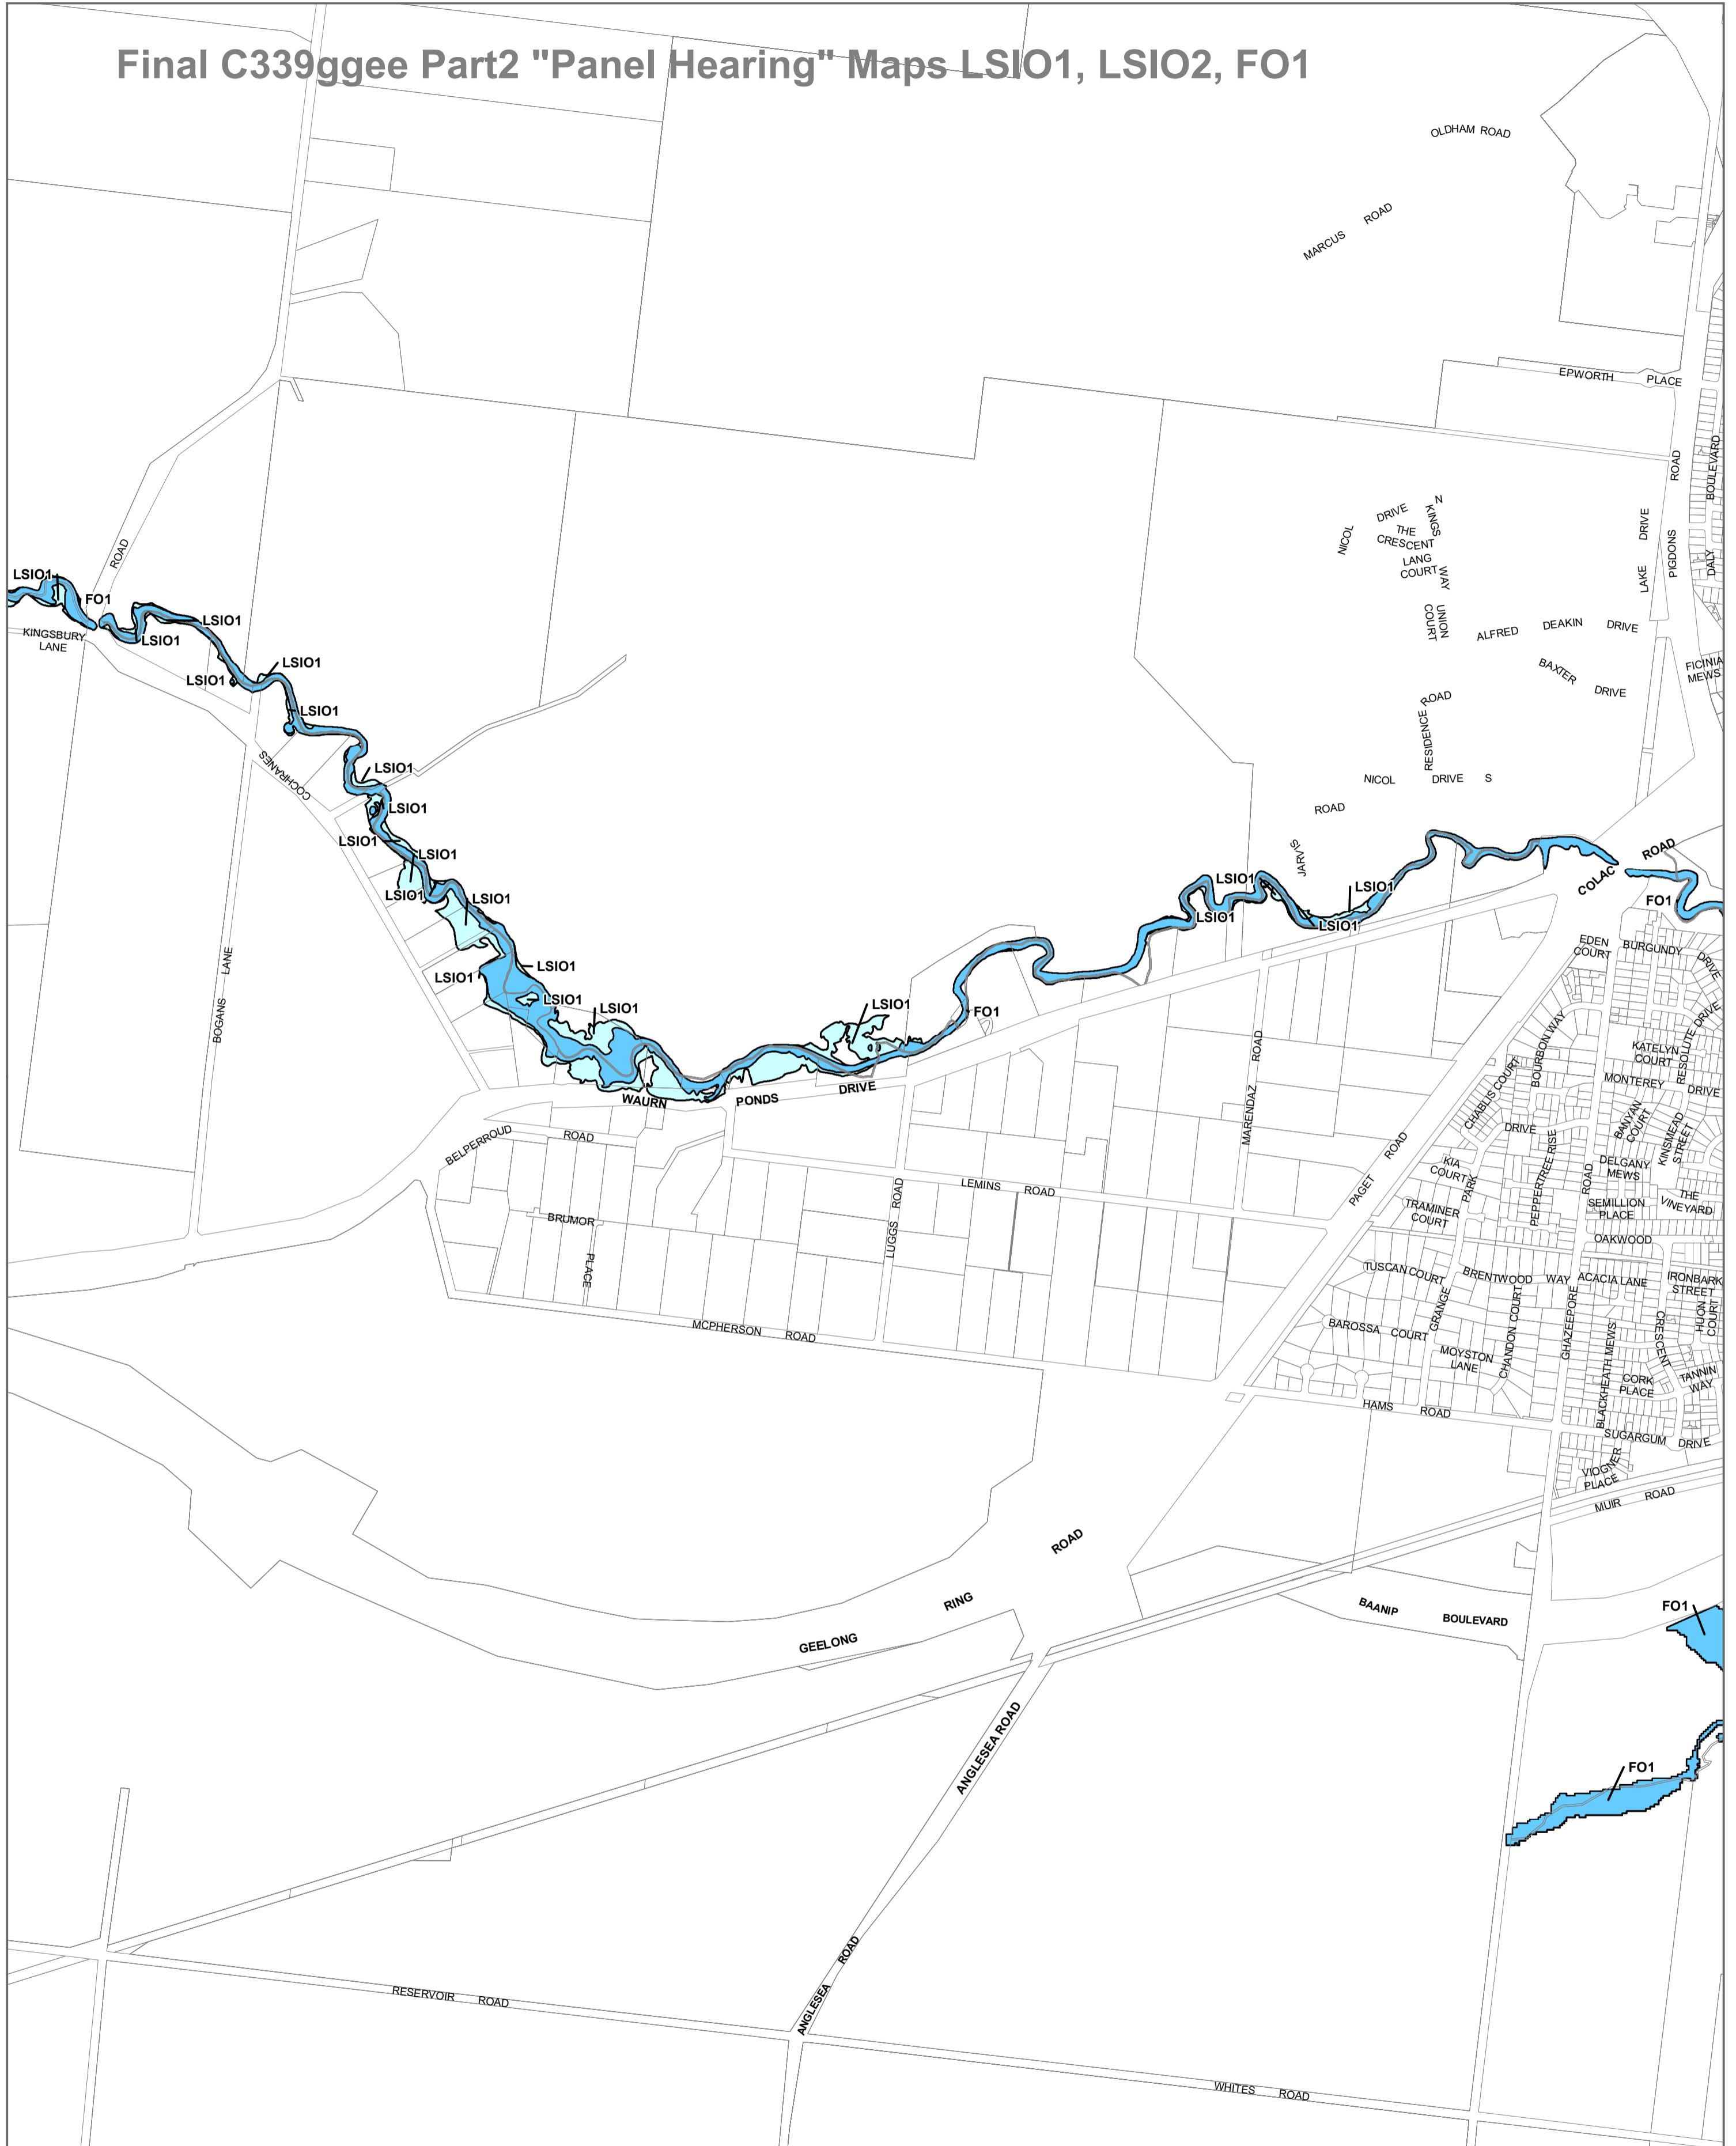 Final C339ggee Part2 "Panel Hearing" Maps LSIO1, LSIO2, FO1
OLDHAM ROAD
MARCUS ROAD
EPWORTH PLACE
ROAD
BOULEVARD
DALY
PIGDONS
LAKE DRIVE
NICOL
DRIVE
N
KINGS
WAY
THE
CRESCENT
LANG
COURT
UNION
COURT
ALFRED DEAKIN DRIVE
BAXTER DRIVE
FICINIA
MEWS
RESIDENCE ROAD
NICOL DRIVE S
ROAD
JARVIS
ROAD
LSIO1
FO1
KINGSBURY
LANE
LSIO1
LSIO1
LSIO1
LSIO1
LSIO1
COCHRANES
LSIO1
LSIO1
LSIO1
LSIO1
LSIO1
LSIO1
LSIO1
LSIO1
LSIO1
LSIO1
LSIO1
FO1
LSIO1
LSIO1
LSIO1
LSIO1
COLAC ROAD
FO1
BOGANS LANE
WAURN PONDS DRIVE
BELPERROUD ROAD
BRUMOR
PLACE
LUGGS ROAD
LEMINS ROAD
MARENDAZ ROAD
MCPHERSON ROAD
PAGET ROAD
EDEN
COURT
BURGUNDY
DRIVE
BOURBON WAY
KATELYN
COURT
RESOLUTE DRIVE
CHABLIS COURT
MONTEREY DRIVE
BANYAN
COURT
KINSMEAD
STREET
DRIVE
PARK
GRANGE
PEPPERTREE RISE
KIA
COURT
DELGANY
MEWS
TRAMINER
COURT
SEMILLION
PLACE
THE
VINEYARD
OAKWOOD
CRESCENT
GHAZEEPORE
ROAD
TUSCAN COURT
BRENTWOOD WAY
ACACIA LANE
IRONBARK
STREET
HUON
COURT
BAROSSA COURT
CHANDON COURT
MOYSTON
LANE
BLACKHEATH MEWS
CORK
PLACE
TANNIN
WAY
HAMS ROAD
SUGARGUM DRIVE
VIOGNER
PLACE
MUIR ROAD
GEELONG RING ROAD
BAANIP BOULEVARD
FO1
ANGLESEA ROAD
FO1
ANGLESEA ROAD
RESERVOIR ROAD
WHITES ROAD